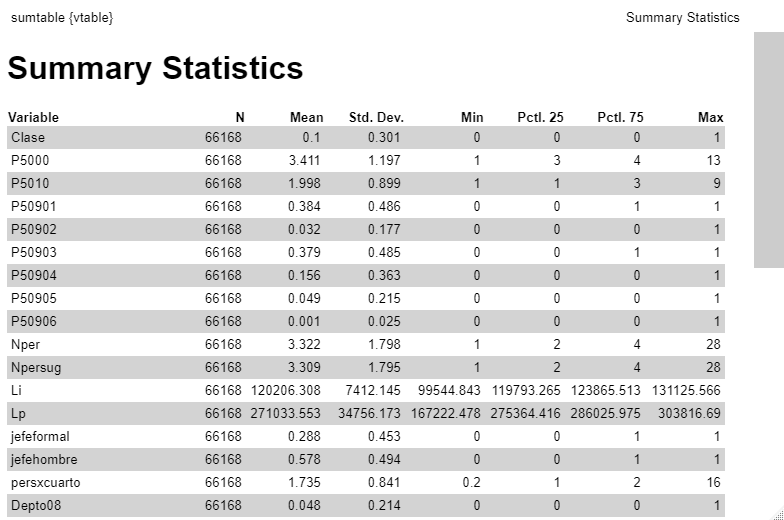 sumtable {vtable} Summary Statistics
Summary Statistics
Variable N Mean Std. Dev. Min Pctl. 25 Pctl. 75 Max
Clase 66168 0.1 0.301 0 0 0 1
P5000 66168 3.411 1.197 1 3 4 13
P5010 66168 1.998 0.899 1 1 3 9
P50901 66168 0.384 0.486 0 0 1 1
P50902 66168 0.032 0.177 0 0 0 1
P50903 66168 0.379 0.485 0 0 1 1
P50904 66168 0.156 0.363 0 0 0 1
P50905 66168 0.049 0.215 0 0 0 1
P50906 66168 0.001 0.025 0 0 0 1
Nper 66168 3.322 1.798 1 2 4 28
Npersug 66168 3.309 1.795 1 2 4 28
Li 66168 120206.308 7412.145 99544.843 119793.265 123865.513 131125.566
Lp 66168 271033.553 34756.173 167222.478 275364.416 286025.975 303816.69
jefeformal 66168 0.288 0.453 0 0 1 1
jefehombre 66168 0.578 0.494 0 0 1 1
persxcuarto 66168 1.735 0.841 0.2 1 2 16
Depto08 66168 0.048 0.214 0 0 0 1